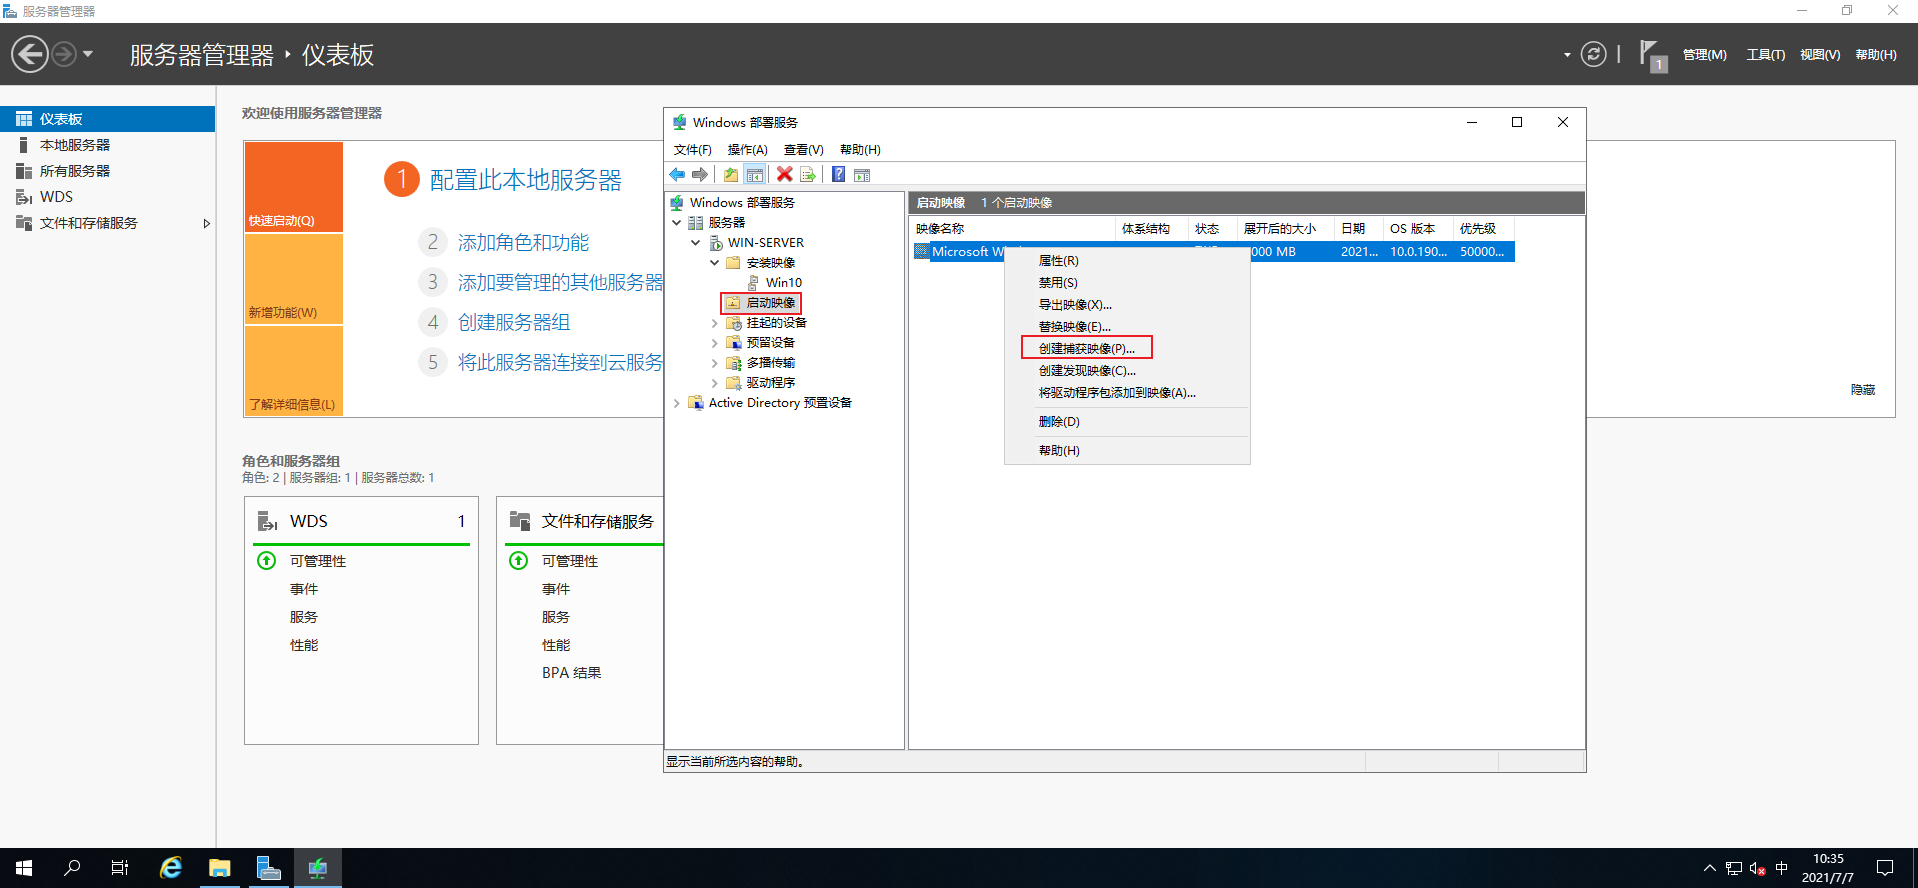 服务器管理器
服务器管理器 仪表板
1
管理(M) 工具(T) 视图(V) 帮助(H)
仪表板
本地服务器
所有服务器
WDS
文件和存储服务
欢迎使用服务器管理器
快速启动(Q)
新增功能(W)
了解详细信息(L)
1 配置此本地服务器
2 添加角色和功能
3 添加要管理的其他服务器
4 创建服务器组
5 将此服务器连接到云服务
隐藏
角色和服务器组
角色: 2 | 服务器组: 1 | 服务器总数: 1
WDS 1
可管理性
事件
服务
性能
文件和存储服务
可管理性
事件
服务
性能
BPA 结果
Windows 部署服务
文件(F) 操作(A) 查看(V) 帮助(H)
Windows 部署服务
服务器
WIN-SERVER
安装映像
Win10
启动映像
挂起的设备
预留设备
多播传输
驱动程序
Active Directory 预置设备
启动映像 1 个启动映像
映像名称 体系结构 状态 展开后的大小 日期 OS 版本 优先级
Microsoft 000 MB 2021... 10.0.190... 50000...
属性(R)
禁用(S)
导出映像(X)...
替换映像(E)...
创建捕获映像(P)...
创建发现映像(C)...
将驱动程序包添加到映像(A)...
删除(D)
帮助(H)
显示当前所选内容的帮助。
中
10:35
2021/7/7